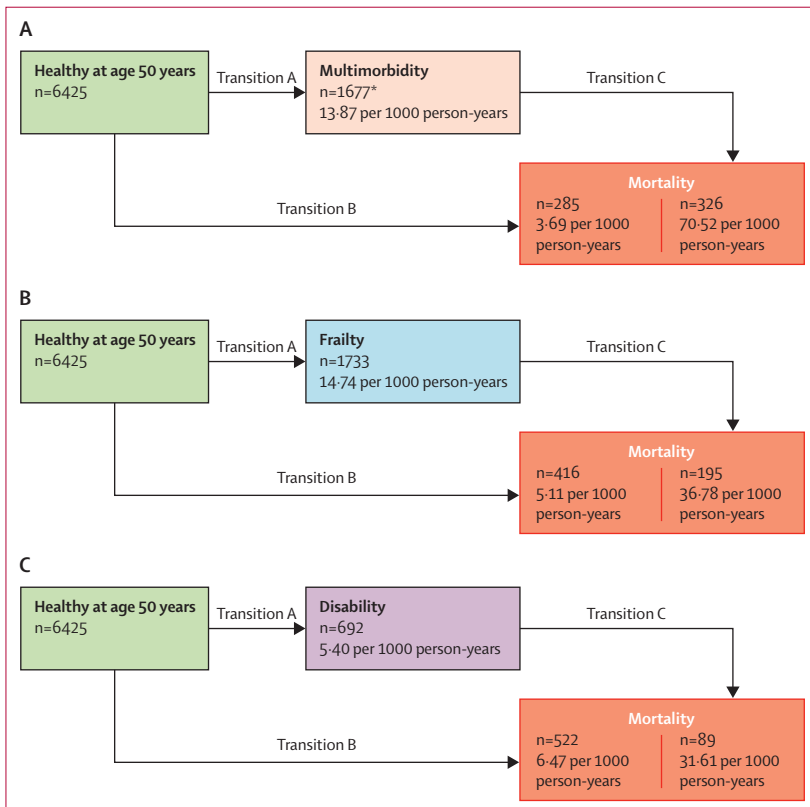 A
Healthy at age 50 years
n=6425
Transition A
Multimorbidity
n=1677*
13·87 per 1000 person-years
Transition C
Transition B
Mortality
n=285
3·69 per 1000
person-years
n=326
70·52 per 1000
person-years
B
Healthy at age 50 years
n=6425
Transition A
Frailty
n=1733
14·74 per 1000 person-years
Transition C
Transition B
Mortality
n=416
5·11 per 1000
person-years
n=195
36·78 per 1000
person-years
C
Healthy at age 50 years
n=6425
Transition A
Disability
n=692
5·40 per 1000 person-years
Transition C
Transition B
Mortality
n=522
6·47 per 1000
person-years
n=89
31·61 per 1000
person-years